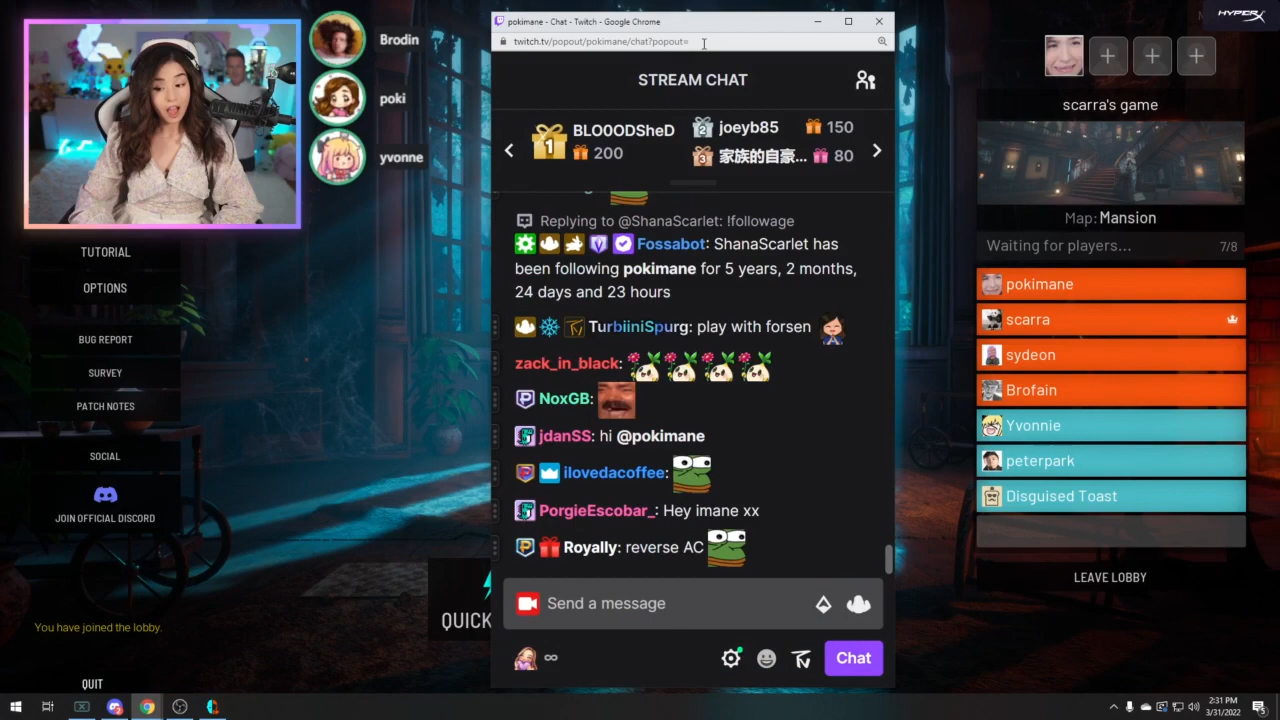 pokimane - Chat - Twitch - Google Chrome
twitch.tv/popout/pokimane/chat?popout=
HYPERX
Brodin
poki
yvonne
STREAM CHAT
1
BLO0ODSHeD
200
2
joeyb85
150
3
家族的自豪...
80
TUTORIAL
OPTIONS
BUG REPORT
SURVEY
PATCH NOTES
SOCIAL
JOIN OFFICIAL DISCORD
You have joined the lobby.
QUIT
QUICK
Replying to @ShanaScarlet: !followage
Fossabot: ShanaScarlet has
been following pokimane for 5 years, 2 months,
24 days and 23 hours
TurbiiniSpurg: play with forsen
zack_in_black:
NoxGB:
jdanSS: hi @pokimane
ilovedacoffee:
PorgieEscobar_: Hey imane xx
Royally: reverse AC
Send a message
∞
Chat
scarra's game
Map: Mansion
Waiting for players... 7/8
pokimane
scarra
sydeon
Brofain
Yvonnie
peterpark
Disguised Toast
LEAVE LOBBY
2:31 PM
3/31/2022
5